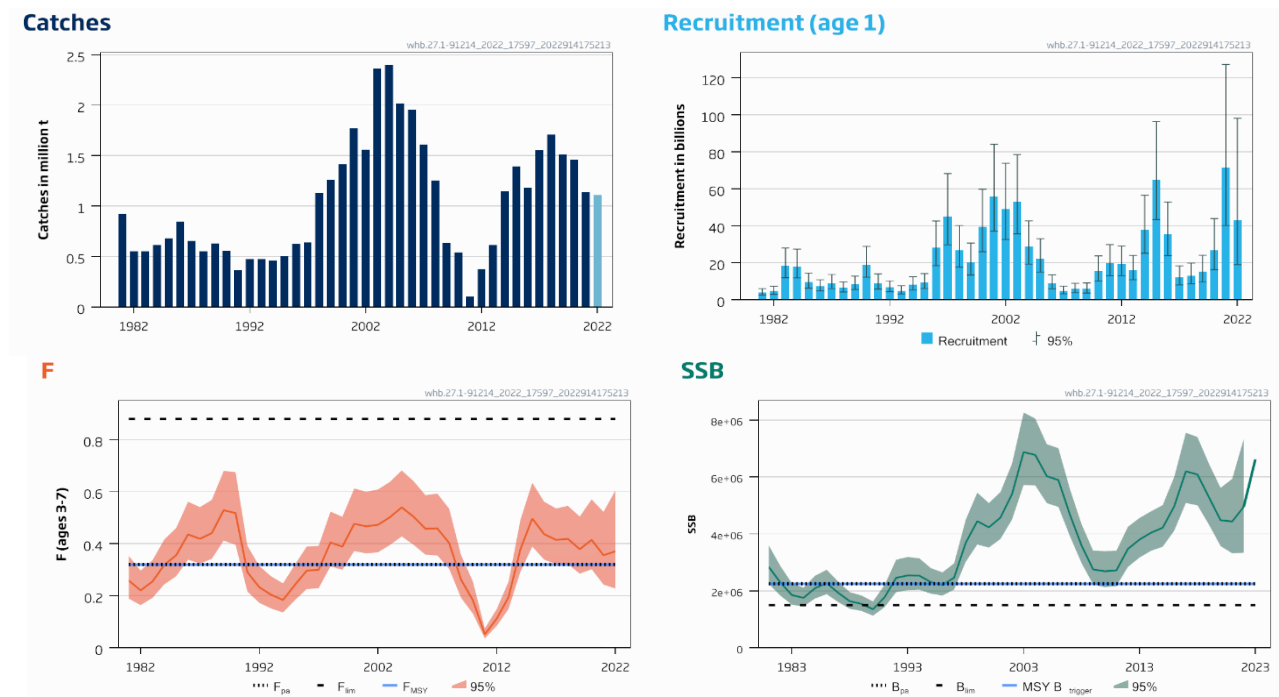 Catches
whb.27.1-91214_2022_17597_2022914175213
Catches in million t
2.5
2
1.5
1
0.5
0
1982
1992
2002
2012
2022
Recruitment (age 1)
whb.27.1-91214_2022_17597_2022914175213
Recruitment in billions
120
100
80
60
40
20
0
1982
1992
2002
2012
2022
Recruitment 95%
F
whb.27.1-91214_2022_17597_2022914175213
F (ages 3-7)
0.8
0.6
0.4
0.2
0
1982
1992
2002
2012
2022
Fpa Flim FMSY 95%
SSB
whb.27.1-91214_2022_17597_2022914175213
SSB
8e+06
6e+06
4e+06
2e+06
0
1983
1993
2003
2013
2023
Bpa Blim MSY B trigger 95%